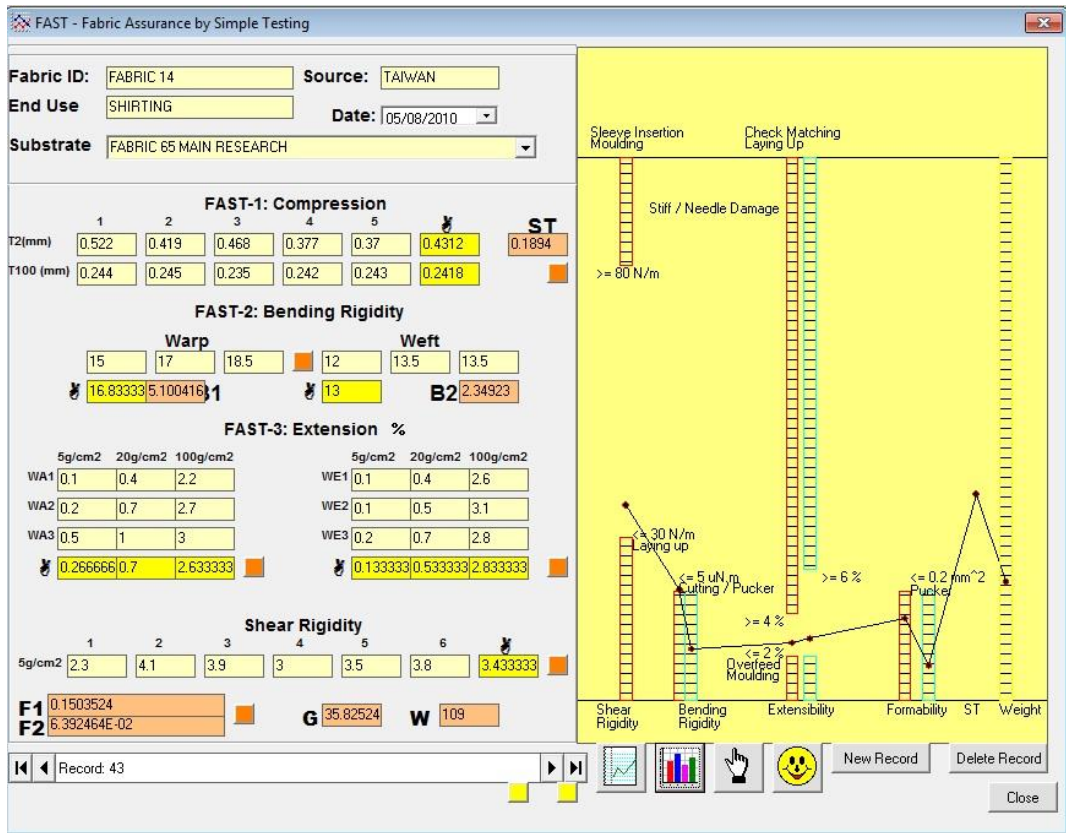 FAST - Fabric Assurance by Simple Testing
Fabric ID: FABRIC 14 Source: TAIWAN
End Use SHIRTING Date: 05/08/2010
Substrate FABRIC 65 MAIN RESEARCH
FAST-1: Compression
1 2 3 4 5 ST
T2(mm) 0.522 0.419 0.468 0.377 0.37 0.4312 0.1894
T100 (mm) 0.244 0.245 0.235 0.242 0.243 0.2418
FAST-2: Bending Rigidity
Warp Weft
15 17 18.5 12 13.5 13.5
16.83333 5.100416 31 13 B2 2.34923
FAST-3: Extension %
5g/cm2 20g/cm2 100g/cm2 5g/cm2 20g/cm2 100g/cm2
WA1 0.1 0.4 2.2 WE1 0.1 0.4 2.6
WA2 0.2 0.7 2.7 WE2 0.1 0.5 3.1
WA3 0.5 1 3 WE3 0.2 0.7 2.8
0.266666 0.7 2.633333 0.133333 0.533333 2.833333
Shear Rigidity
1 2 3 4 5 6
5g/cm2 2.3 4.1 3.9 3 3.5 3.8 3.433333
F1 0.1503524
F2 6.392464E-02
G 35.82524 W 109
Record: 43
Sleeve Insertion
Moulding
Check Matching
Laying Up
Stiff / Needle Damage
>= 80 N/m
<= 30 N/m
Laying up
<= 5 uN.m
Cutting / Pucker
>= 6 %
<= 0.2 mm^2
Pucker
>= 4 %
<= 2 %
Overfeed
Moulding
Shear
Rigidity
Bending
Rigidity
Extensibility
Formability
ST
Weight
New Record
Delete Record
Close